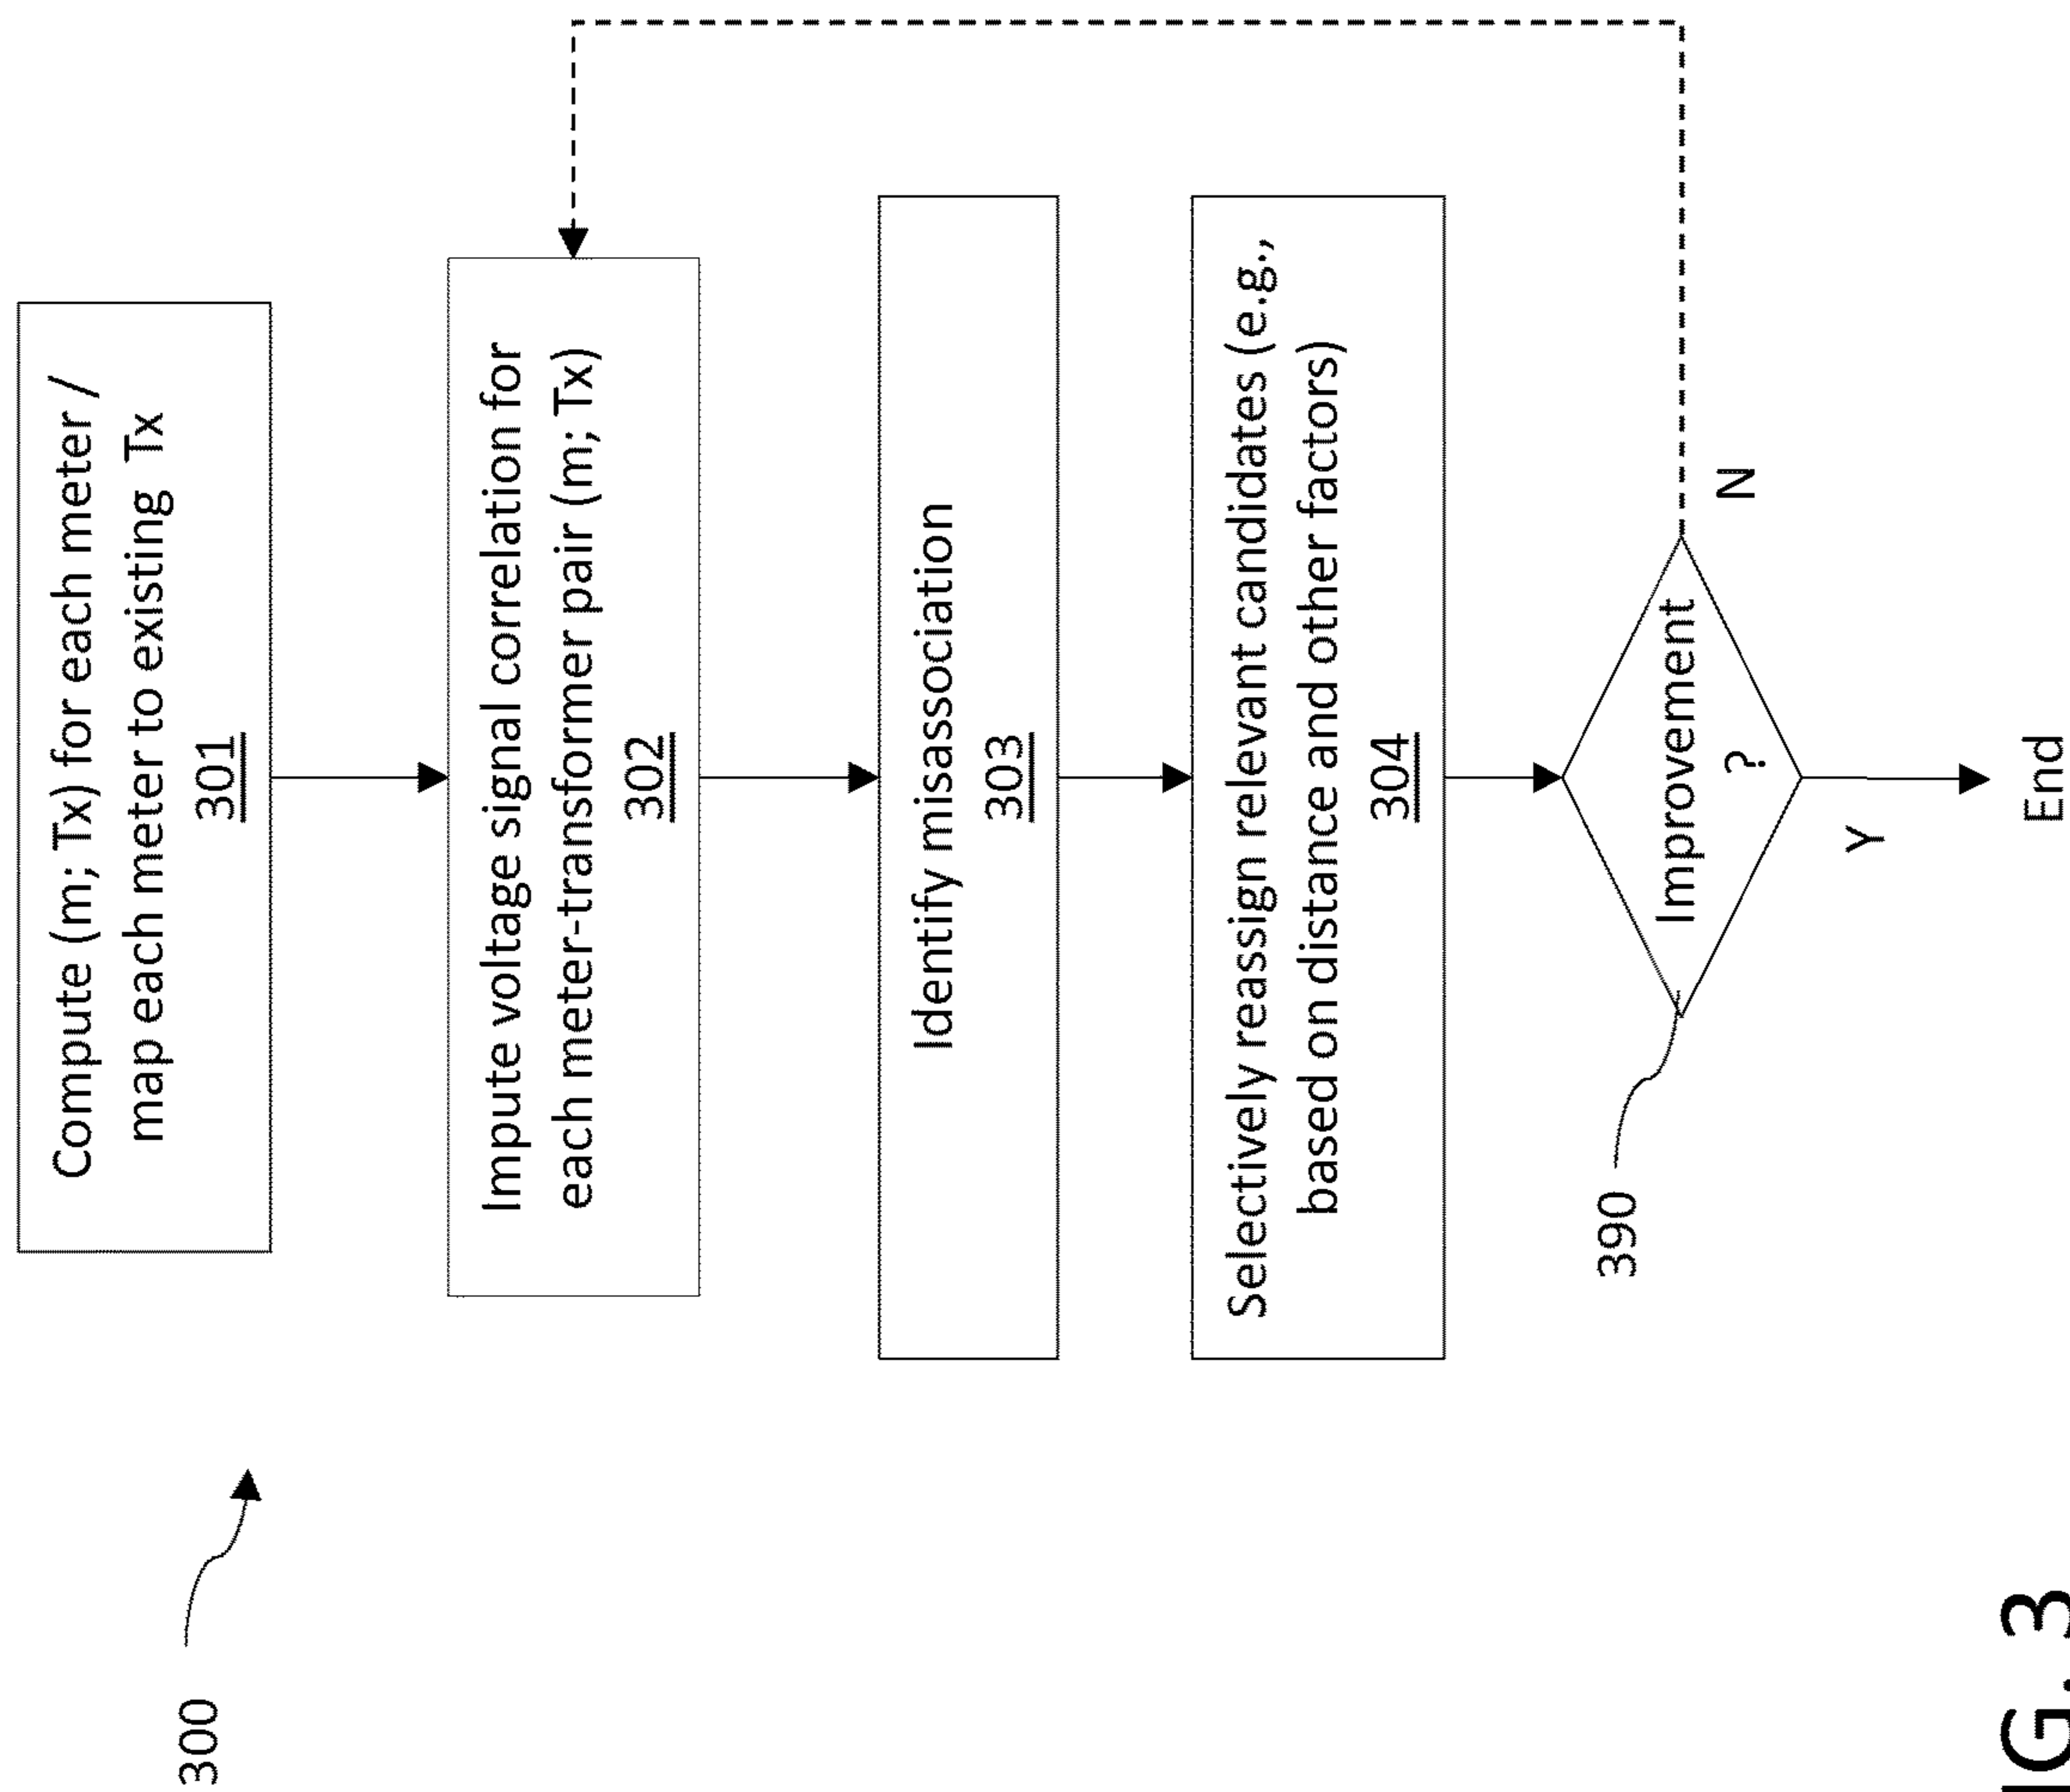 300
Compute (m; Tx) for each meter /
map each meter to existing Tx
301
Impute voltage signal correlation for
each meter-transformer pair (m; Tx)
302
Identify misassociation
303
Selectively reassign relevant candidates (e.g.,
based on distance and other factors)
304
390
Improvement
?
N
Y
End
IG. 3